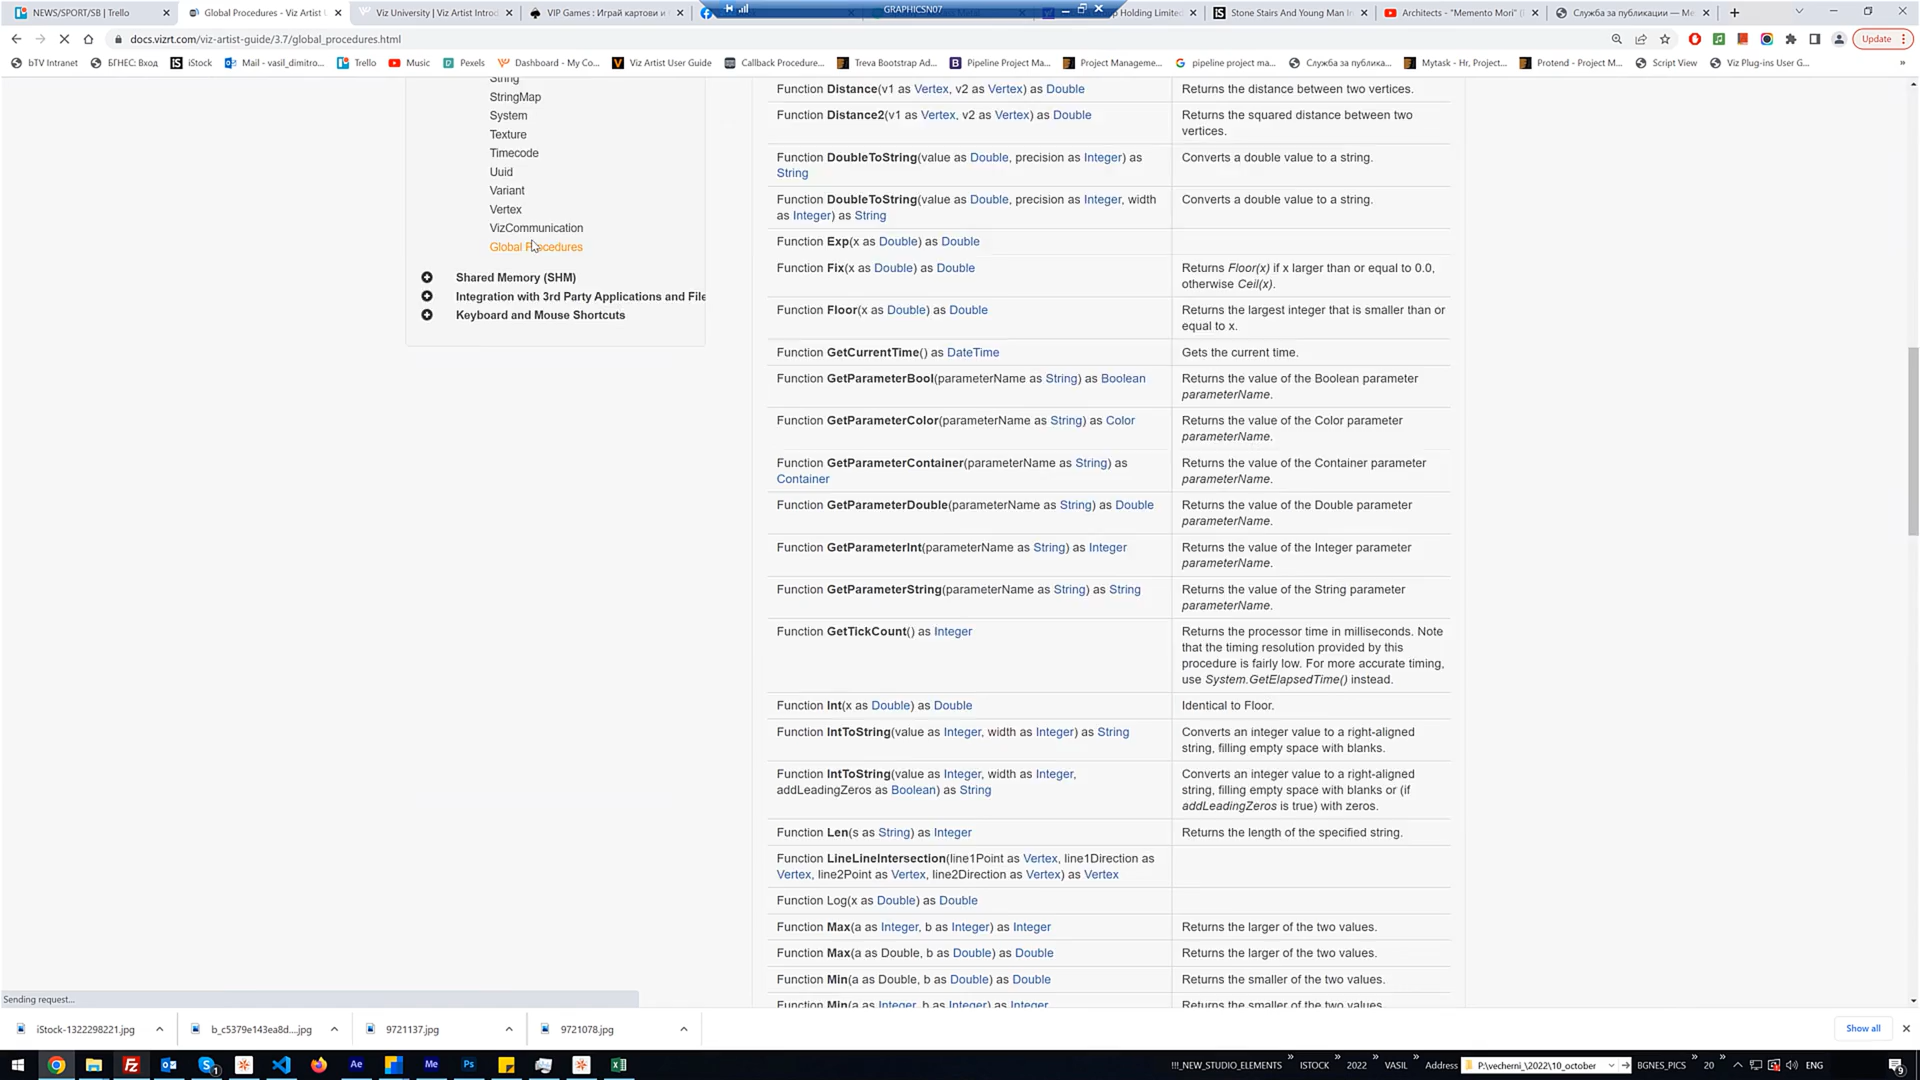 NEWS/SPORT/SB | Trello
Global Procedures - Viz Artist
Viz University | Viz Artist Introd
VIP Games : Играй картови и
GRAPHICSN07
p Holding Limited
Stone Stairs And Young Man In
Architects - "Memento Mori" (
Служба за публикации — Ме
docs.vizrt.com/viz-artist-guide/3.7/global_procedures.html
Update
bTV Intranet
БГНЕС: Вход
iStock
Mail - vasil_dimitro...
Trello
Music
Pexels
Dashboard - My Co...
Viz Artist User Guide
Callback Procedure...
Treva Bootstrap Ad...
Pipeline Project Ma...
Project Manageme...
pipeline project ma...
Служба за публика...
Mytask - Hr, Project...
Protend - Project M...
Script View
Viz Plug-ins User G...
String
StringMap
System
Texture
Timecode
Uuid
Variant
Vertex
VizCommunication
Global Procedures
Shared Memory (SHM)
Integration with 3rd Party Applications and File
Keyboard and Mouse Shortcuts
Function Distance(v1 as Vertex, v2 as Vertex) as Double
Returns the distance between two vertices.
Function Distance2(v1 as Vertex, v2 as Vertex) as Double
Returns the squared distance between two
vertices.
Function DoubleToString(value as Double, precision as Integer) as
String
Converts a double value to a string.
Function DoubleToString(value as Double, precision as Integer, width
as Integer) as String
Converts a double value to a string.
Function Exp(x as Double) as Double
Function Fix(x as Double) as Double
Returns Floor(x) if x larger than or equal to 0.0,
otherwise Ceil(x).
Function Floor(x as Double) as Double
Returns the largest integer that is smaller than or
equal to x.
Function GetCurrentTime() as DateTime
Gets the current time.
Function GetParameterBool(parameterName as String) as Boolean
Returns the value of the Boolean parameter
parameterName.
Function GetParameterColor(parameterName as String) as Color
Returns the value of the Color parameter
parameterName.
Function GetParameterContainer(parameterName as String) as
Container
Returns the value of the Container parameter
parameterName.
Function GetParameterDouble(parameterName as String) as Double
Returns the value of the Double parameter
parameterName.
Function GetParameterInt(parameterName as String) as Integer
Returns the value of the Integer parameter
parameterName.
Function GetParameterString(parameterName as String) as String
Returns the value of the String parameter
parameterName.
Function GetTickCount() as Integer
Returns the processor time in milliseconds. Note
that the timing resolution provided by this
procedure is fairly low. For more accurate timing,
use System.GetElapsedTime() instead.
Function Int(x as Double) as Double
Identical to Floor.
Function IntToString(value as Integer, width as Integer) as String
Converts an integer value to a right-aligned
string, filling empty space with blanks.
Function IntToString(value as Integer, width as Integer,
addLeadingZeros as Boolean) as String
Converts an integer value to a right-aligned
string, filling empty space with blanks or (if
addLeadingZeros is true) with zeros.
Function Len(s as String) as Integer
Returns the length of the specified string.
Function LineLineIntersection(line1Point as Vertex, line1Direction as
Vertex, line2Point as Vertex, line2Direction as Vertex) as Vertex
Function Log(x as Double) as Double
Function Max(a as Integer, b as Integer) as Integer
Returns the larger of the two values.
Function Max(a as Double, b as Double) as Double
Returns the larger of the two values.
Function Min(a as Double, b as Double) as Double
Returns the smaller of the two values.
Function Min(a as Integer, b as Integer) as Integer
Returns the smaller of the two values.
Sending request...
iStock-1322298221.jpg
b_c5379e143ea8d....jpg
9721137.jpg
9721078.jpg
Show all
Ae
Me
Ps
!!!_NEW_STUDIO_ELEMENTS
ISTOCK
2022
VASIL
Address
P:\vecherni_\2022\10_october
BGNES_PICS
20
ENG